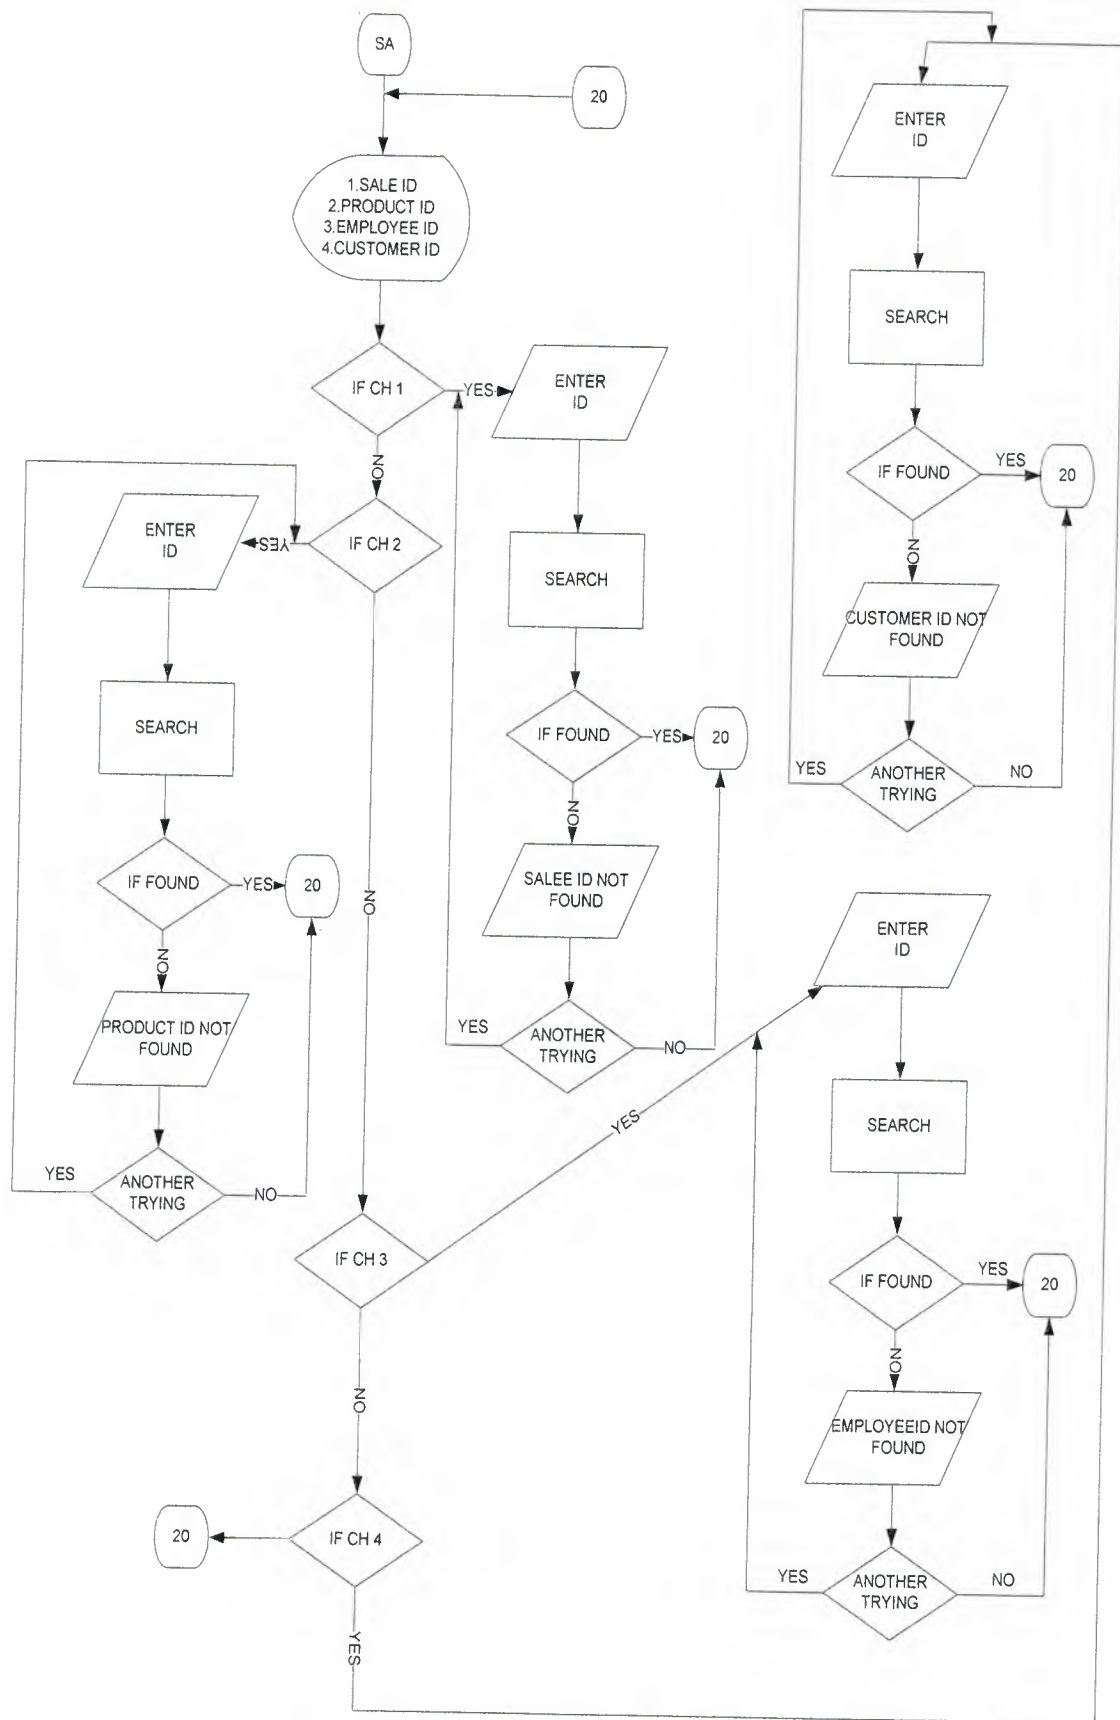 SA
20
1.SALE ID
2.PRODUCT ID
3.EMPLOYEE ID
4.CUSTOMER ID
IF CH 1
YES
ENTER
ID
NO
SEARCH
IF FOUND
YES
20
NO
SALEE ID NOT
FOUND
ANOTHER
TRYING
YES
NO
IF CH 2
YES
ENTER
ID
SEARCH
IF FOUND
YES
20
NO
PRODUCT ID NOT
FOUND
ANOTHER
TRYING
YES
NO
NO
IF CH 3
YES
ENTER
ID
SEARCH
IF FOUND
YES
20
NO
EMPLOYEEID NOT
FOUND
ANOTHER
TRYING
YES
NO
NO
IF CH 4
20
YES
ENTER
ID
SEARCH
IF FOUND
YES
20
NO
CUSTOMER ID NOT
FOUND
ANOTHER
TRYING
YES
NO